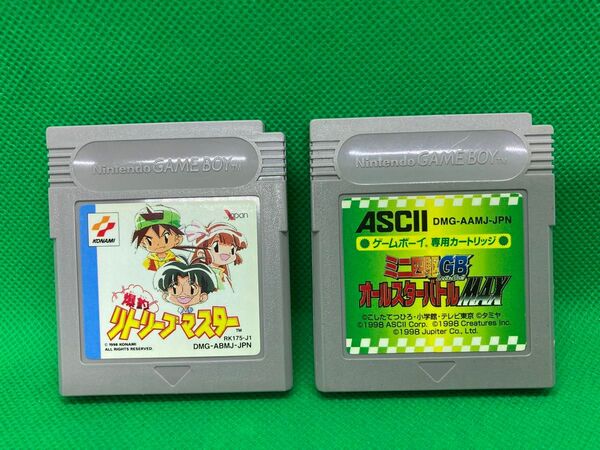 Nintendo GAME BOY TM
KONAMI
Japan
爆釣
リトリーブマスター TM
© 1998 KONAMI
ALL RIGHTS RESERVED.
RK175-J1
DMG-ABMJ-JPN
Nintendo GAME BOY TM
ASCII DMG-AAMJ-JPN
● ゲームボーイ® 専用カートリッジ ●
ミニ四駆GB
オールスターバトルMAX
©こしたてつひろ・小学館・テレビ東京 ©タミヤ
©1998 ASCII Corp. ©1998 Creatures Inc.
©1998 Jupiter Co., Ltd.